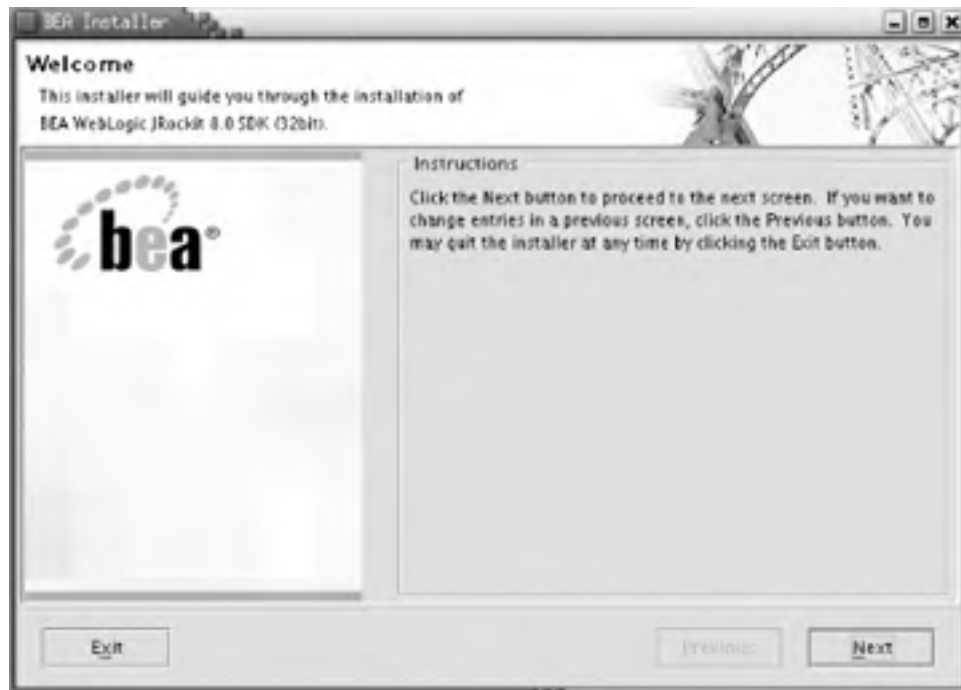 BEA Installer
Welcome
This installer will guide you through the installation of
BEA WebLogic JRockit 8.0 SDK (32bit).
bea®
Instructions
Click the Next button to proceed to the next screen. If you want to
change entries in a previous screen, click the Previous button. You
may quit the installer at any time by clicking the Exit button.
Exit
Previous
Next